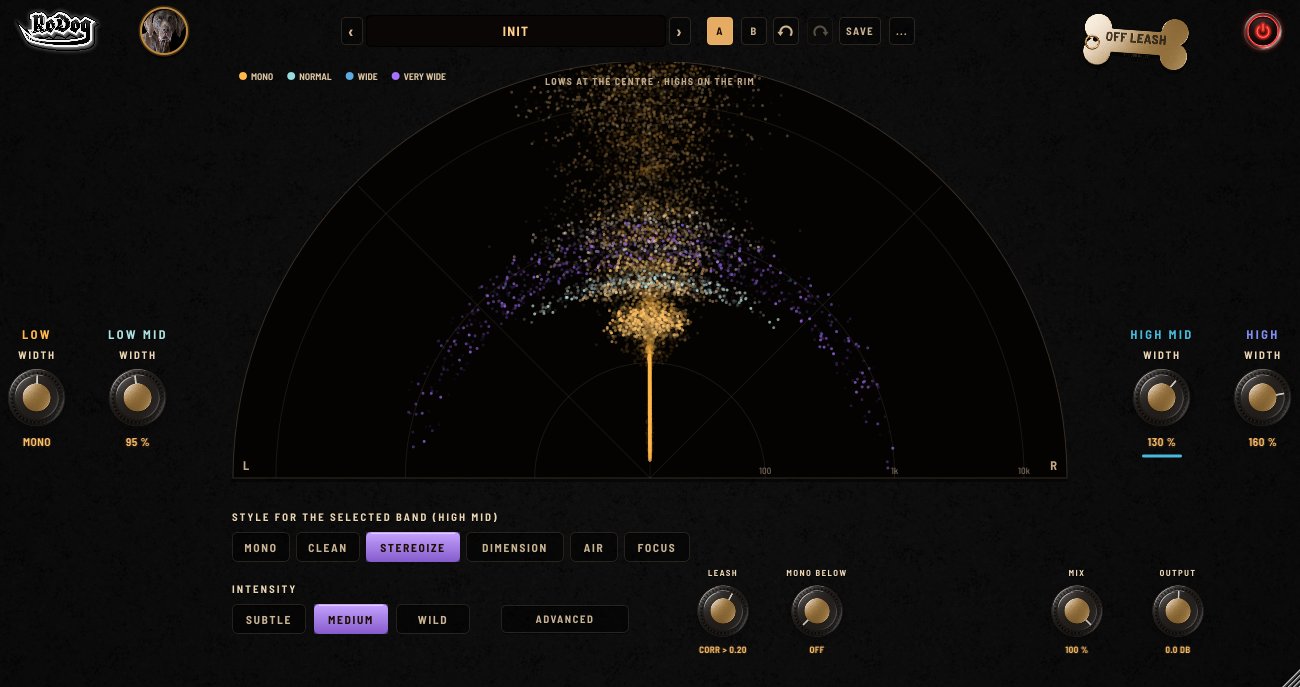 RoDog
‹ INIT › A B SAVE ...
OFF LEASH
MONO NORMAL WIDE VERY WIDE
LOWS AT THE CENTRE · HIGHS ON THE RIM
LOW LOW MID HIGH MID HIGH
WIDTH WIDTH WIDTH WIDTH
MONO 95 % 130 % 160 %
L 100 1k 10k R
STYLE FOR THE SELECTED BAND (HIGH MID)
MONO CLEAN STEREOIZE DIMENSION AIR FOCUS
LEASH MONO BELOW MIX OUTPUT
INTENSITY
SUBTLE MEDIUM WILD ADVANCED
CORR > 0.20 OFF 100 % 0.0 DB